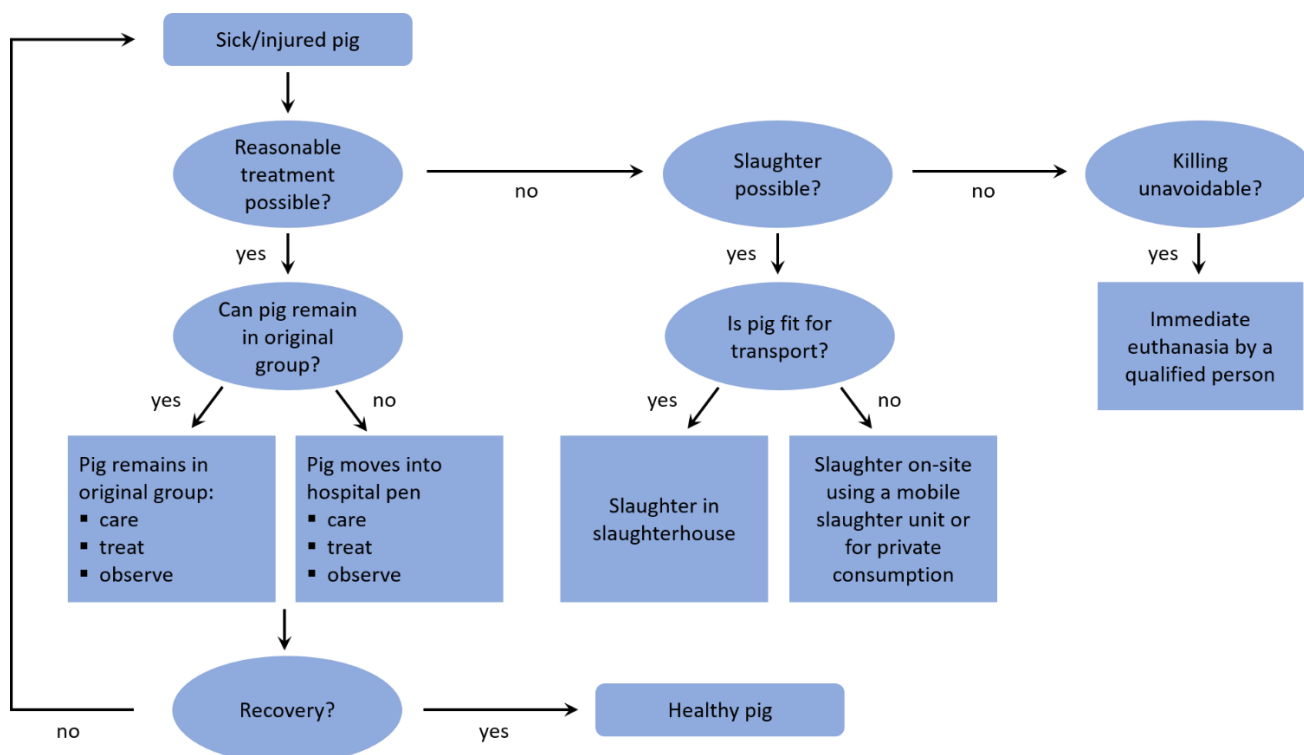 Sick/injured pig
Reasonable
treatment
possible?
no
Slaughter
possible?
no
Killing
unavoidable?
yes
yes
yes
Can pig remain
in original
group?
Is pig fit for
transport?
Immediate
euthanasia by a
qualified person
yes
no
yes
no
Pig remains in
original group:
▪ care
▪ treat
▪ observe
Pig moves into
hospital pen
▪ care
▪ treat
▪ observe
Slaughter in
slaughterhouse
Slaughter on-site
using a mobile
slaughter unit or
for private
consumption
Recovery?
no
yes
Healthy pig